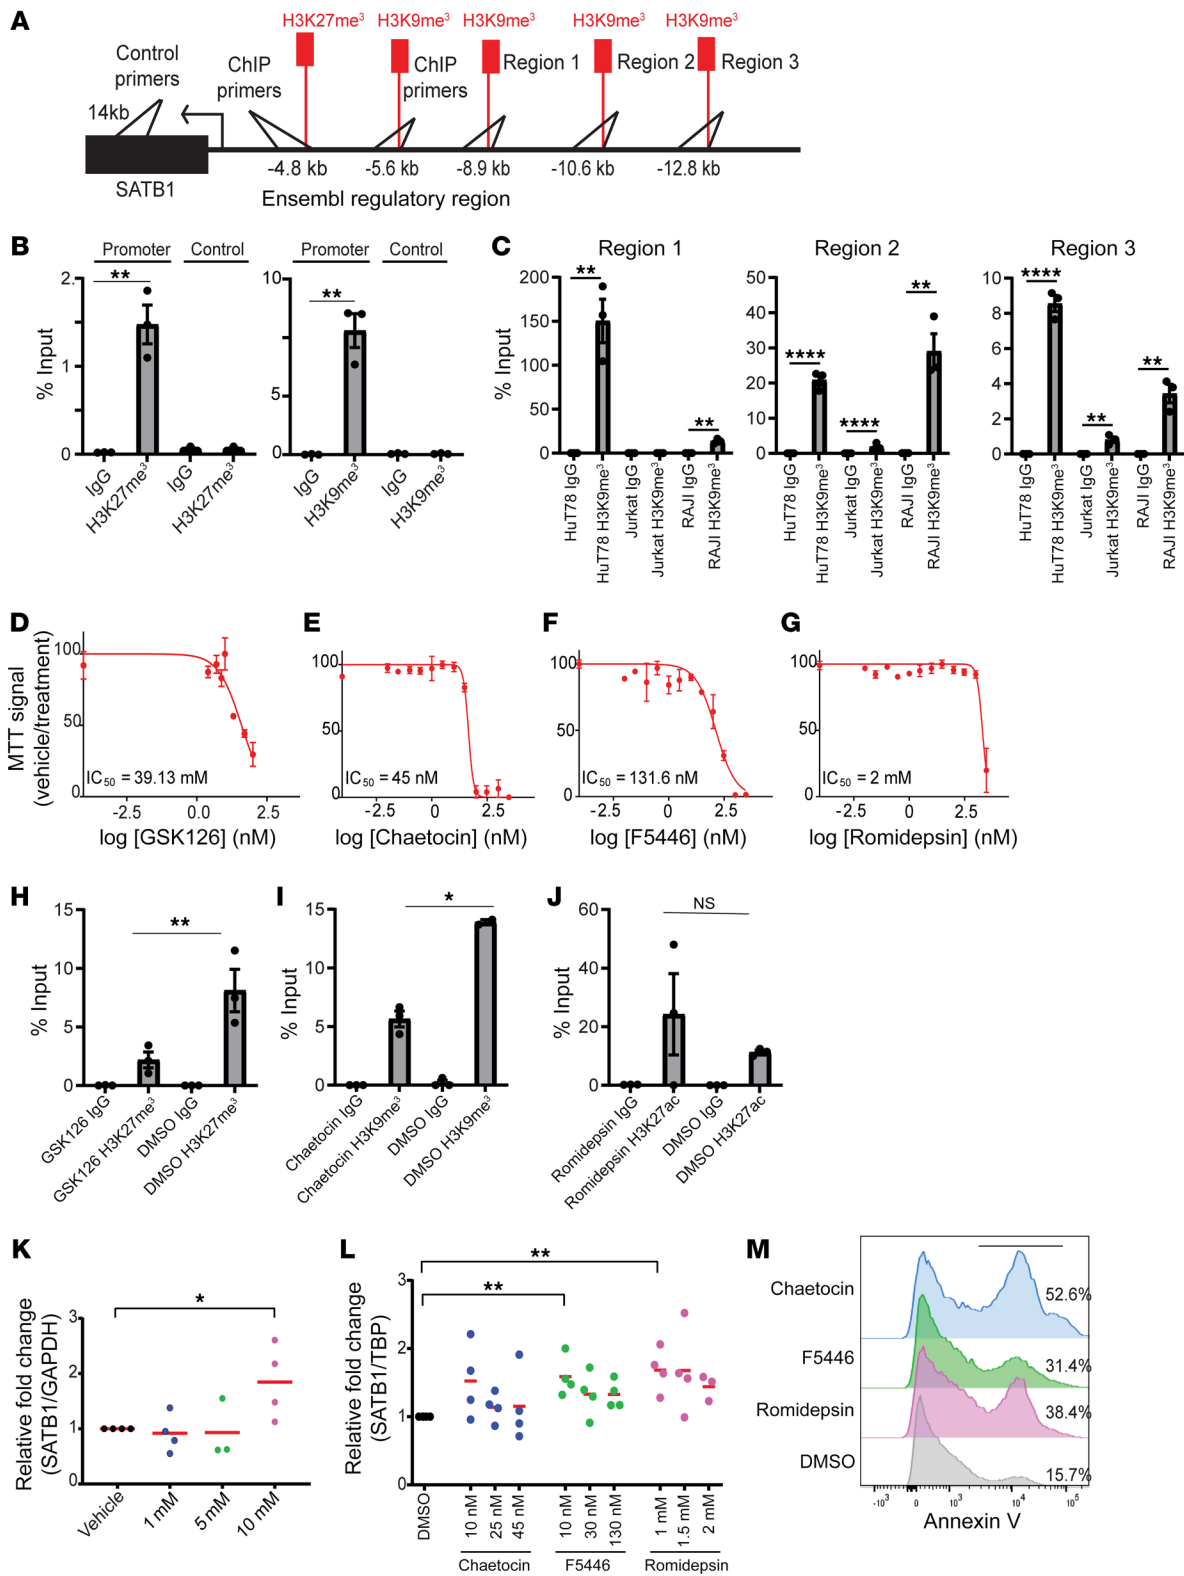 A
H3K27me³ H3K9me³ H3K9me³ H3K9me³ H3K9me³
Control primers
ChIP primers
ChIP primers
Region 1
Region 2
Region 3
14kb
-4.8 kb -5.6 kb -8.9 kb -10.6 kb -12.8 kb
SATB1
Ensembl regulatory region
B
Promoter Control
**
2
1
0
% Input
IgG H3K27me³ IgG H3K27me³
Promoter Control
**
10
5
0
IgG H3K9me³ IgG H3K9me³
C
Region 1
** **
200
150
100
50
0
% Input
HuT78 IgG
HuT78 H3K9me³
Jurkat IgG
Jurkat H3K9me³
RAJI IgG
RAJI H3K9me³
Region 2
**** **** **
50
40
30
20
10
0
HuT78 IgG
HuT78 H3K9me³
Jurkat IgG
Jurkat H3K9me³
RAJI IgG
RAJI H3K9me³
Region 3
**** ** **
10
8
6
4
2
0
HuT78 IgG
HuT78 H3K9me³
Jurkat IgG
Jurkat H3K9me³
RAJI IgG
RAJI H3K9me³
D
MTT signal
(vehicle/treatment)
100
50
0
IC50 = 39.13 mM
-2.5 0.0 2.5
log [GSK126] (nM)
E
100
50
0
IC50 = 45 nM
-2.5 0 2.5
log [Chaetocin] (nM)
F
100
50
0
IC50 = 131.6 nM
-2.5 0 2.5
log [F5446] (nM)
G
100
50
0
IC50 = 2 mM
-2.5 0 2.5
log [Romidepsin] (nM)
H
**
15
10
5
0
% Input
GSK126 IgG
GSK126 H3K27me³
DMSO IgG
DMSO H3K27me³
I
*
15
10
5
0
% Input
Chaetocin IgG
Chaetocin H3K9me³
DMSO IgG
DMSO H3K9me³
J
NS
60
40
20
0
% Input
Romidepsin IgG
Romidepsin H3K27ac
DMSO IgG
DMSO H3K27ac
K
*
3
2
1
0
Relative fold change
(SATB1/GAPDH)
Vehicle 1 mM 5 mM 10 mM
L
**
**
3
2
1
0
Relative fold change
(SATB1/TBP)
DMSO
10 nM 25 nM 45 nM
10 nM 30 nM 130 nM
1 mM 1.5 mM 2 mM
Chaetocin F5446 Romidepsin
M
Chaetocin 52.6%
F5446 31.4%
Romidepsin 38.4%
DMSO 15.7%
-10³ 0 10³ 10⁴ 10⁵
Annexin V